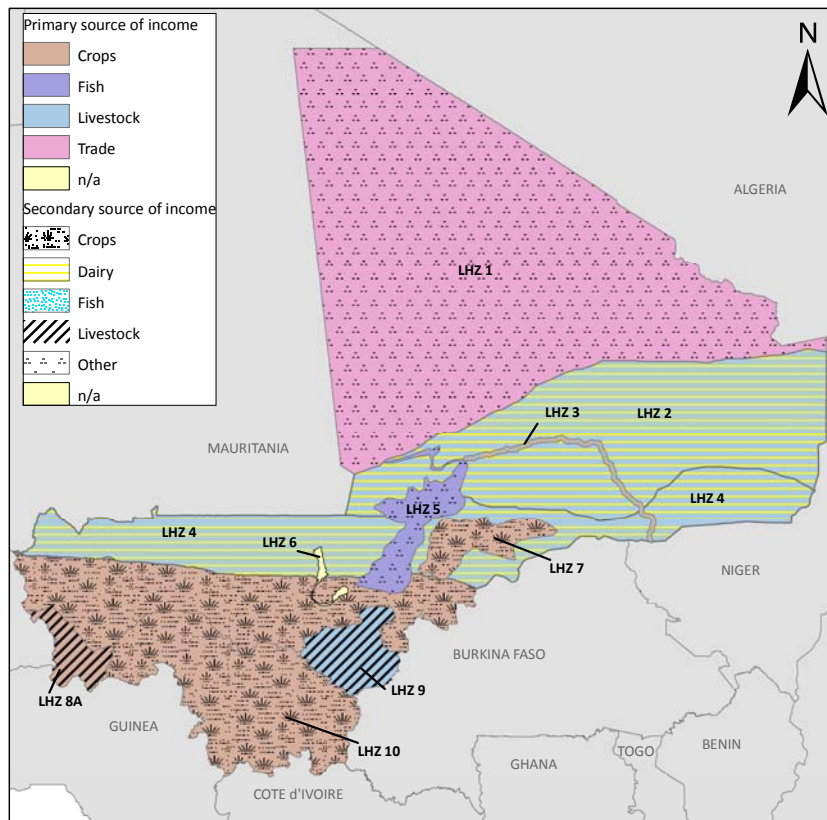 Primary source of income
Crops
Fish
Livestock
Trade
n/a
Secondary source of income
Crops
Dairy
Fish
Livestock
Other
n/a
N
ALGERIA
LHZ 1
LHZ 3
LHZ 2
MAURITANIA
LHZ 4
LHZ 5
LHZ 4
LHZ 6
LHZ 7
NIGER
BURKINA FASO
LHZ 8A
LHZ 9
GUINEA
LHZ 10
BENIN
TOGO
GHANA
COTE d'IVOIRE